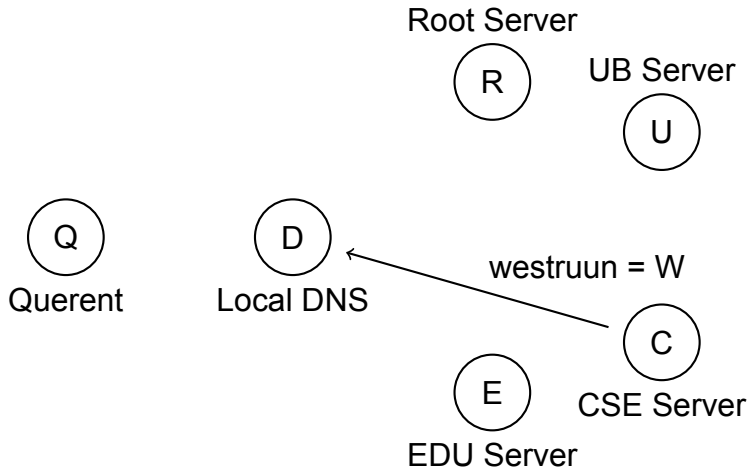 Root Server
R
UB Server
U
Q
Querent
D
Local DNS
westruun = W
C
CSE Server
E
EDU Server